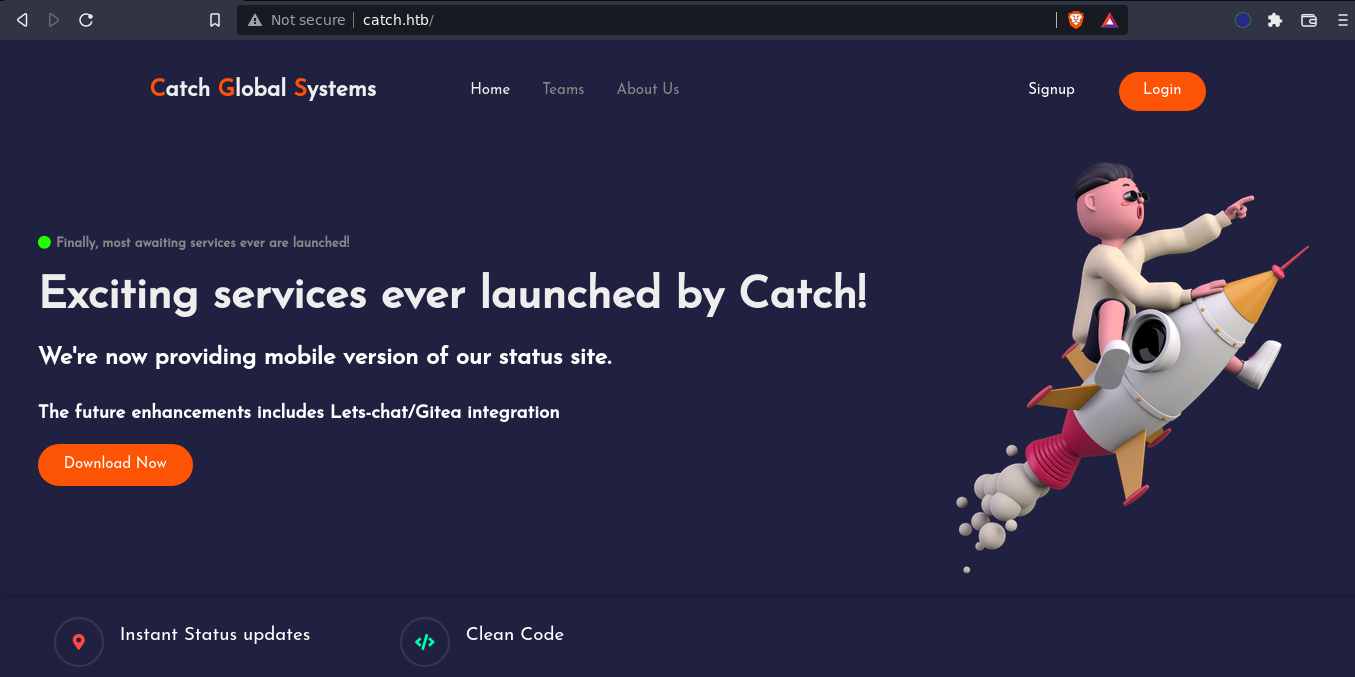 Not secure catch.htb/
Catch Global Systems Home Teams About Us Signup Login
Finally, most awaiting services ever are launched!
Exciting services ever launched by Catch!
We're now providing mobile version of our status site.
The future enhancements includes Lets-chat/Gitea integration
Download Now
Instant Status updates
Clean Code